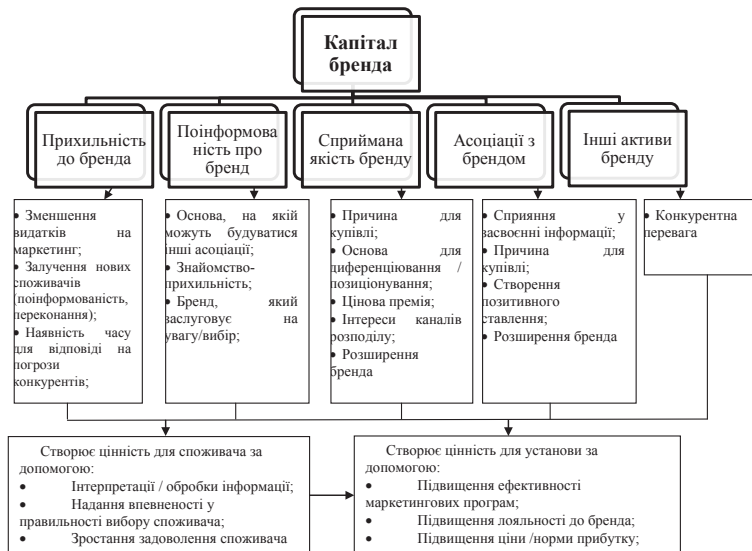 Капітал
бренда
Прихильність
до бренда
Поінформова
ність про
бренд
Сприймана
якість бренду
Асоціації з
брендом
Інші активи
бренду
• Зменшення
видатків на
маркетинг;
• Залучення нових
споживачів
(поінформованість,
переконання);
• Наявність часу
для відповіді на
погрози
конкурентів;
• Основа, на якій
можуть будуватися
інші асоціації;
• Знайомство-
прихильність;
• Бренд, який
заслуговує на
увагу/вибір;
• Причина для
купівлі;
• Основа для
диференціювання /
позиціонування;
• Цінова премія;
• Інтереси каналів
розподілу;
• Розширення
бренда
• Сприяння у
засвоєнні інформації;
• Причина для
купівлі;
• Створення
позитивного
ставлення;
• Розширення бренда
• Конкурентна
перевага
Створює цінність для споживача за
допомогою:
• Інтерпретації / обробки інформації;
• Надання впевненості у
правильності вибору споживача;
• Зростання задоволення споживача
Створює цінність для установи за
допомогою:
• Підвищення ефективності
маркетингових програм;
• Підвищення лояльності до бренда;
• Підвищення ціни /норми прибутку;